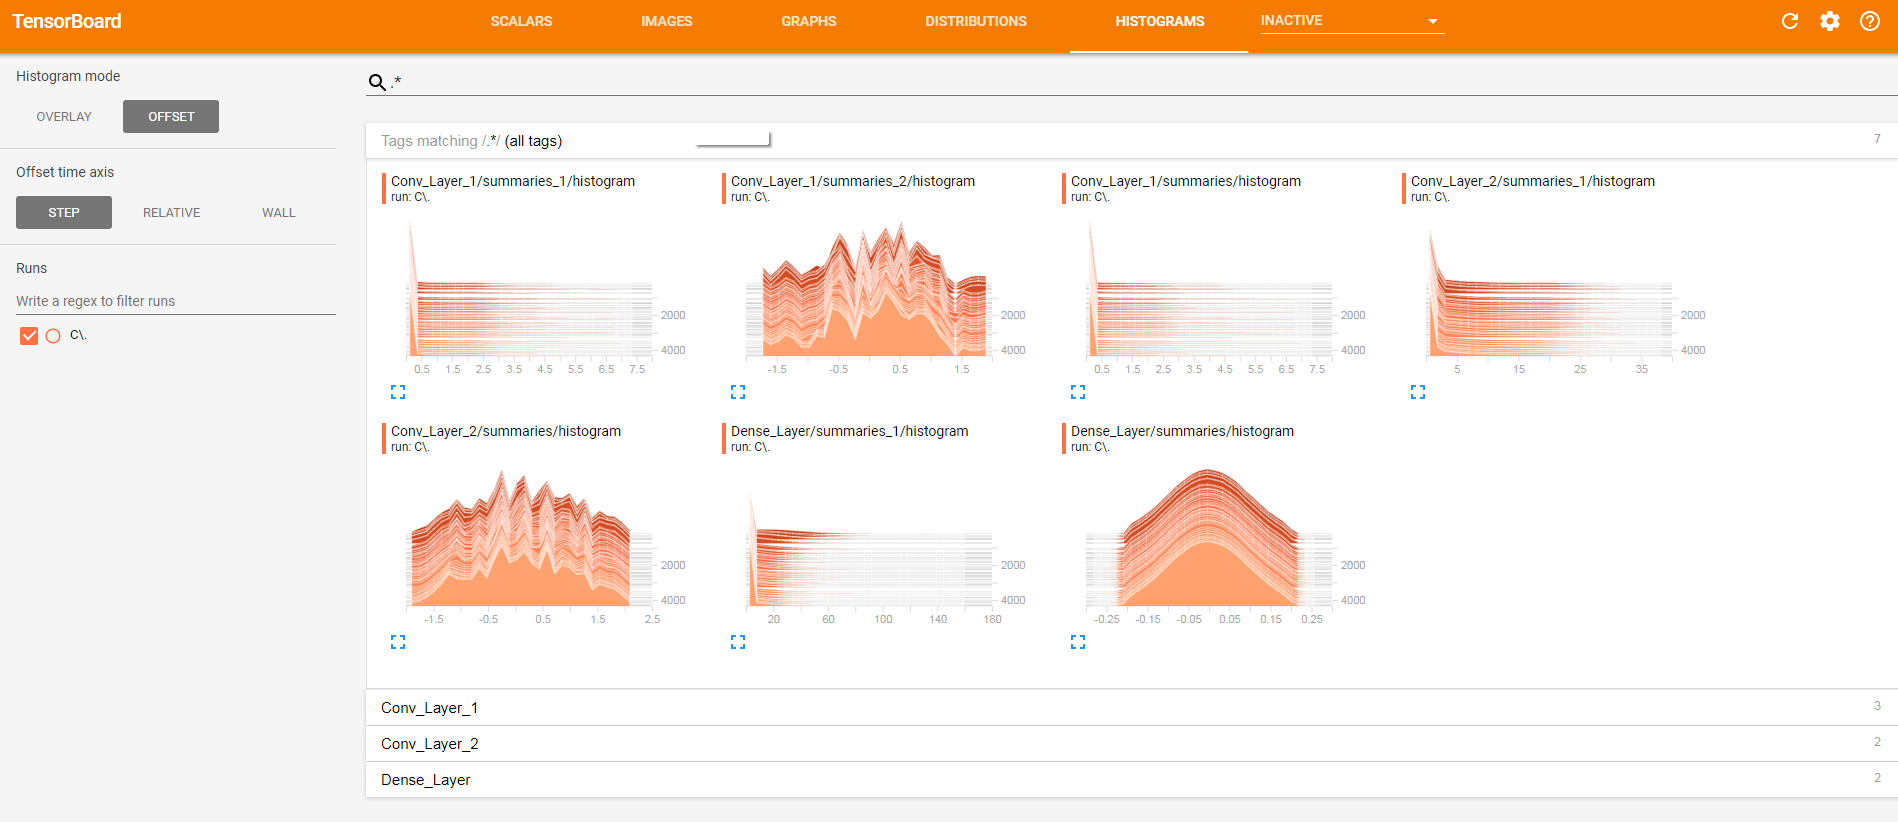 TensorBoard
SCALARS IMAGES GRAPHS DISTRIBUTIONS HISTOGRAMS INACTIVE
Histogram mode
OVERLAY OFFSET
Offset time axis
STEP RELATIVE WALL
Runs
Write a regex to filter runs
C\.
.*
Tags matching /.*/ (all tags) 7
Conv_Layer_1/summaries_1/histogram
run: C\.
2000
4000
0.5 1.5 2.5 3.5 4.5 5.5 6.5 7.5
Conv_Layer_1/summaries_2/histogram
run: C\.
2000
4000
-1.5 -0.5 0.5 1.5
Conv_Layer_1/summaries/histogram
run: C\.
2000
4000
0.5 1.5 2.5 3.5 4.5 5.5 6.5 7.5
Conv_Layer_2/summaries_1/histogram
run: C\.
2000
4000
5 15 25 35
Conv_Layer_2/summaries/histogram
run: C\.
2000
4000
-1.5 -0.5 0.5 1.5 2.5
Dense_Layer/summaries_1/histogram
run: C\.
2000
4000
20 60 100 140 180
Dense_Layer/summaries/histogram
run: C\.
2000
4000
-0.25 -0.15 -0.05 0.05 0.15 0.25
Conv_Layer_1 3
Conv_Layer_2 2
Dense_Layer 2